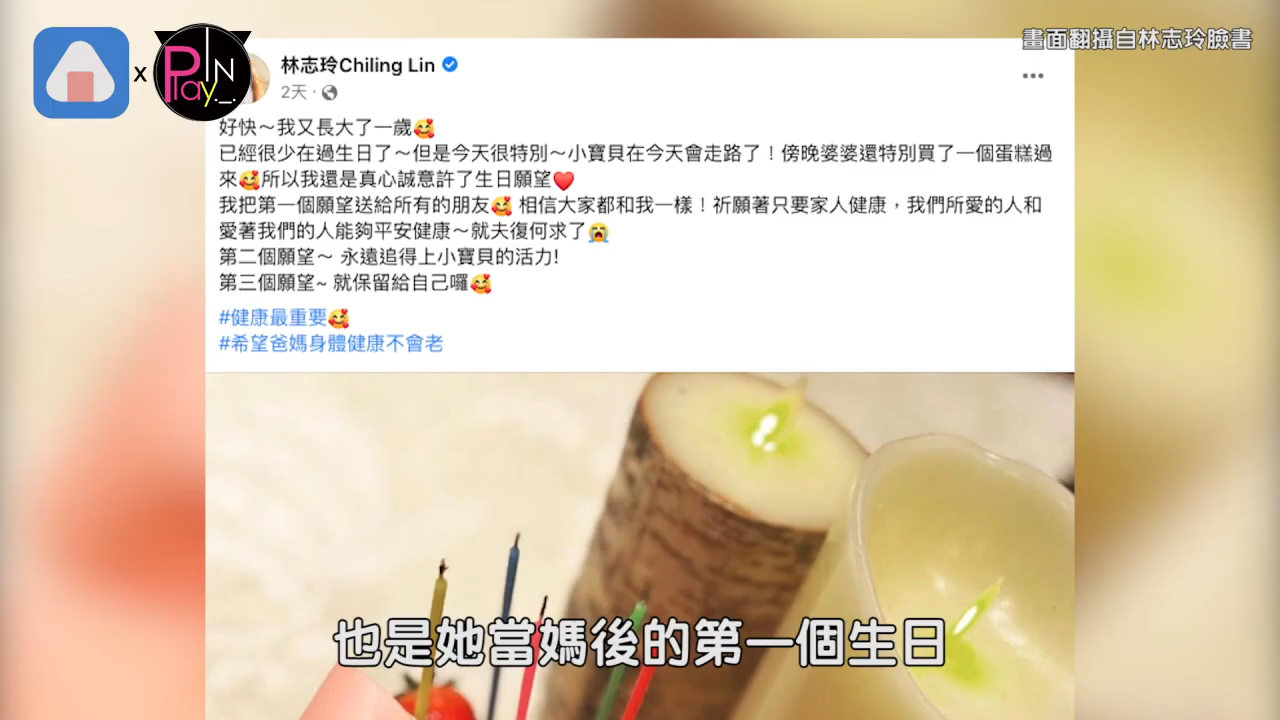 畫面翻攝自林志玲臉書
x
PlayIN
林志玲Chiling Lin
2天 ·
好快～我又長大了一歲🥰
已經很少在過生日了～但是今天很特別～小寶貝在今天會走路了！傍晚婆婆還特別買了一個蛋糕過
來🥰所以我還是真心誠意許了生日願望❤️
我把第一個願望送給所有的朋友🥰 相信大家都和我一樣！祈願著只要家人健康，我們所愛的人和
愛著我們的人能夠平安健康～就夫復何求了😭
第二個願望～ 永遠追得上小寶貝的活力!
第三個願望~ 就保留給自己囉🥰
#健康最重要🥰
#希望爸媽身體健康不會老
也是她當媽後的第一個生日